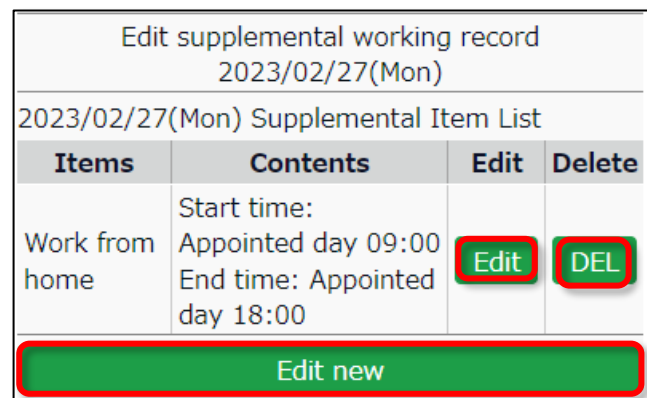 Edit supplemental working record
2023/02/27(Mon)
2023/02/27(Mon) Supplemental Item List
Items Contents Edit Delete
Work from
home
Start time:
Appointed day 09:00
End time: Appointed
day 18:00
Edit
DEL
Edit new